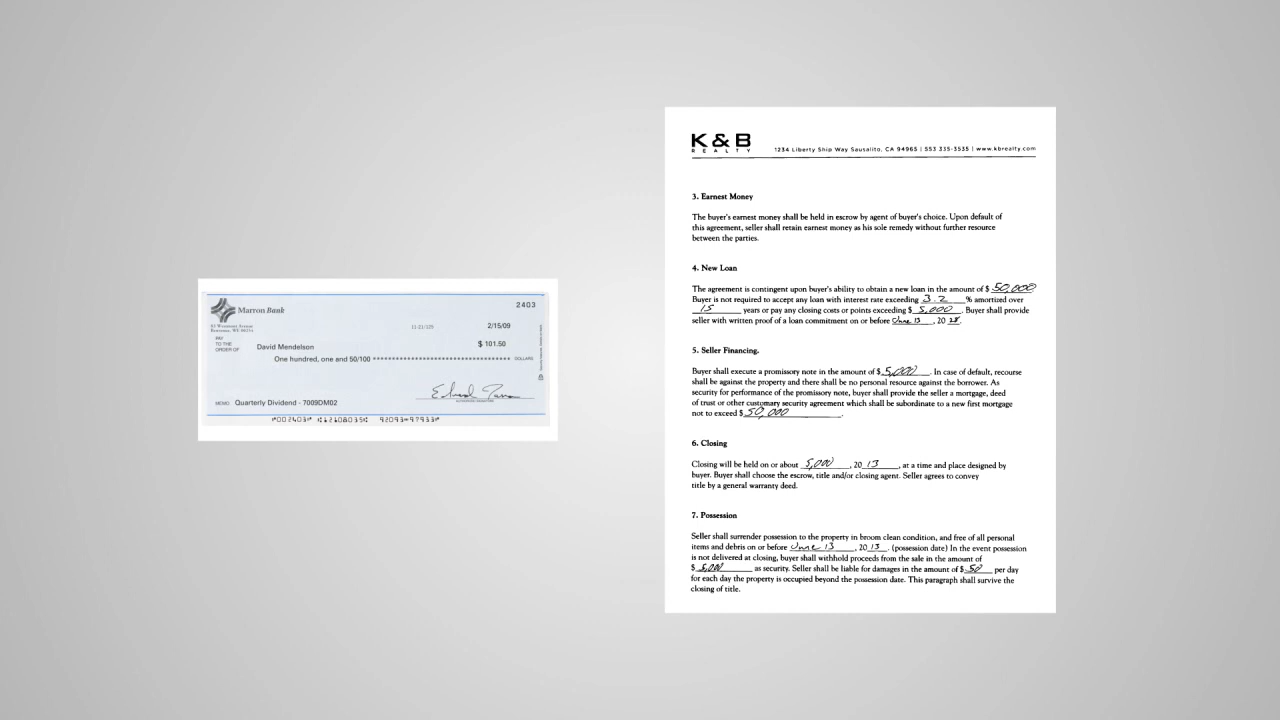 Marron Bank
2403
11-21-125
2/15/09
PAY
TO THE
ORDER OF
David Mendelson
$ 101.50
One hundred, one and 50/100
DOLLARS
MEMO Quarterly Dividend - 7009DM02
K & B
REALTY
1234 Liberty Ship Way Sausalito, CA 94965 | 553 335-3535 | www.kbrealty.com
3. Earnest Money
The buyer's earnest money shall be held in escrow by agent of buyer's choice. Upon default of
this agreement, seller shall retain earnest money as his sole remedy without further resource
between the parties.
4. New Loan
The agreement is contingent upon buyer's ability to obtain a new loan in the amount of $ 50,000
Buyer is not required to accept any loan with interest rate exceeding 3.2 % amortized over
15 years or pay any closing costs or points exceeding $ 5,000. Buyer shall provide
seller with written proof of a loan commitment on or before June 13, 20
5. Seller Financing.
Buyer shall execute a promissory note in the amount of $ 5,000. In case of default, recourse
shall be against the property and there shall be no personal resource against the borrower. As
security for performance of the promissory note, buyer shall provide the seller a mortgage, deed
of trust or other customary security agreement which shall be subordinate to a new first mortgage
not to exceed $ 50,000.
6. Closing
Closing will be held on or about 5,000, 20 13, at a time and place designed by
buyer. Buyer shall choose the escrow, title and/or closing agent. Seller agrees to convey
title by a general warranty deed.
7. Possession
Seller shall surrender possession to the property in broom clean condition, and free of all personal
items and debris on or before June 13, 20 13. (possession date) In the event possession
is not delivered at closing, buyer shall withhold proceeds from the sale in the amount of
$ 5,000 as security. Seller shall be liable for damages in the amount of $ 50 per day
for each day the property is occupied beyond the possession date. This paragraph shall survive the
closing of title.